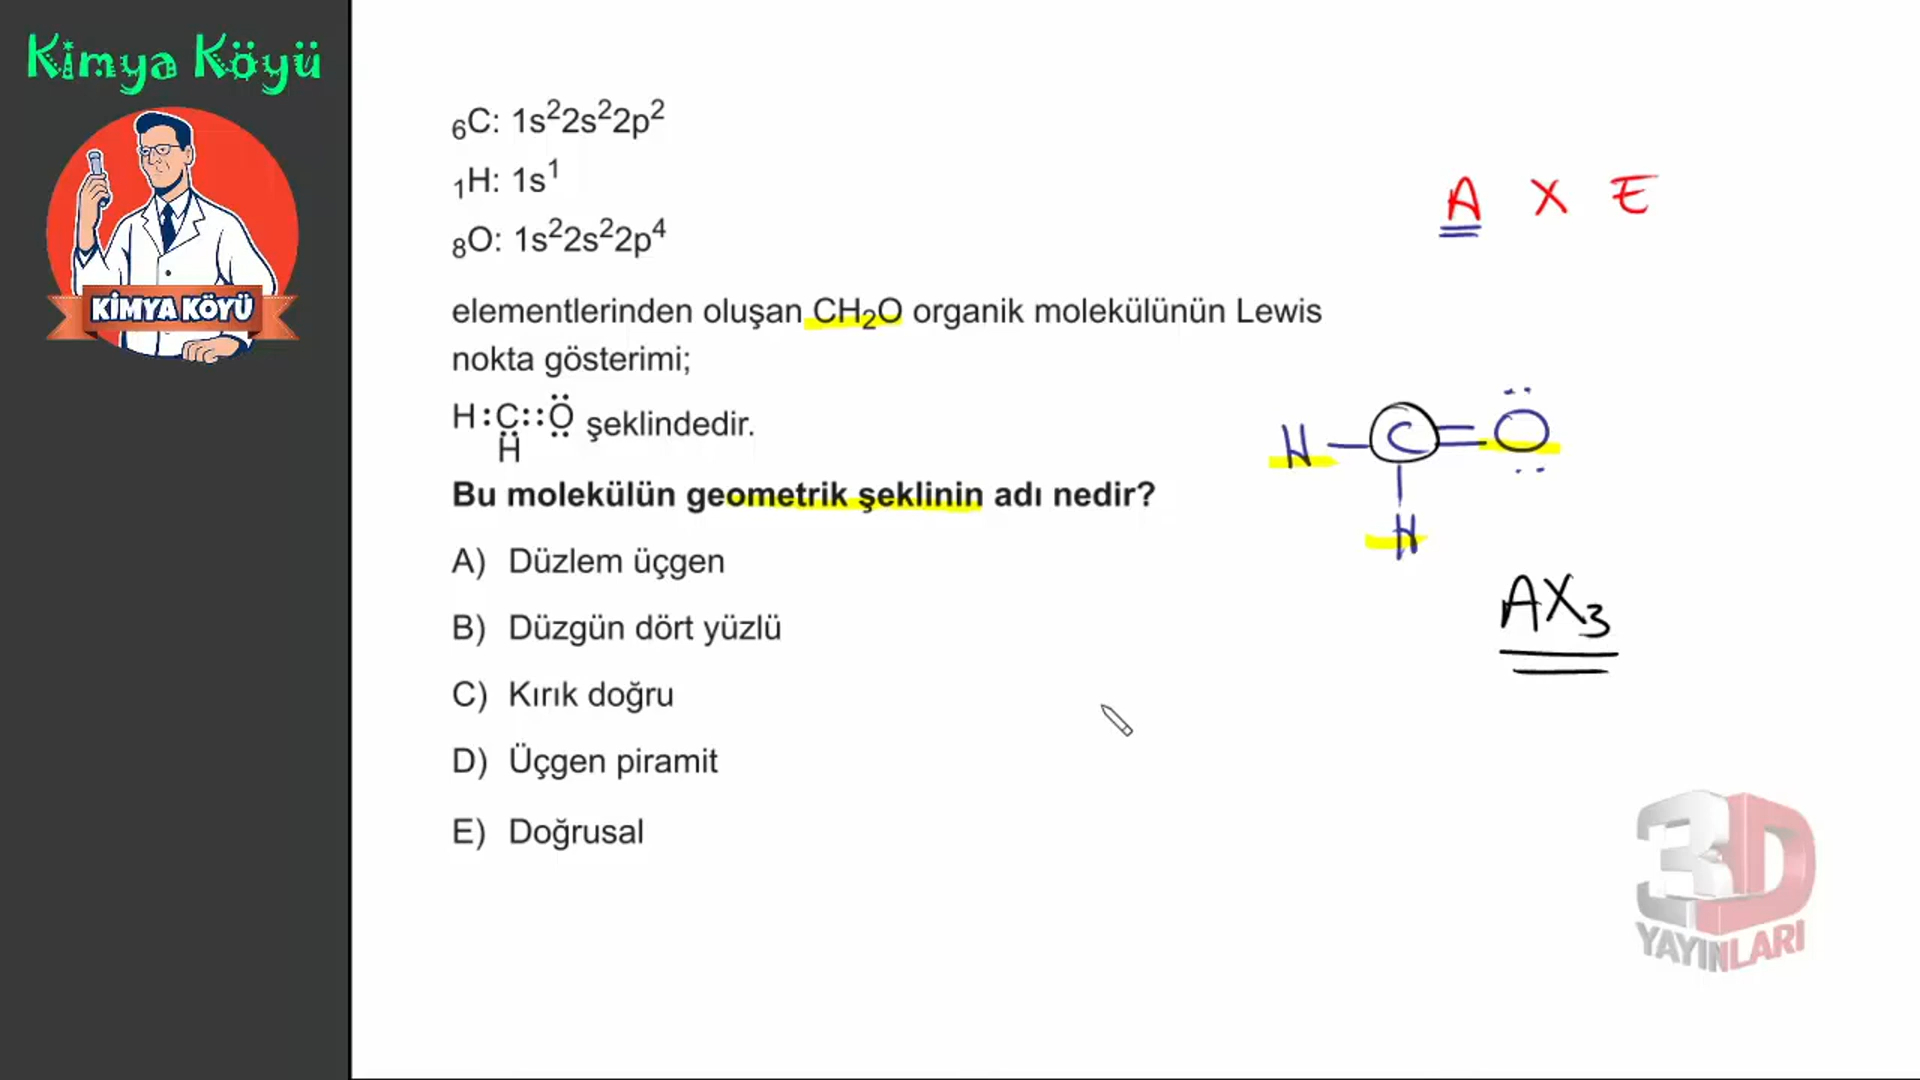 Kimya Köyü
KİMYA KÖYÜ
₆C: 1s²2s²2p²
₁H: 1s¹
₈O: 1s²2s²2p⁴
A X E
elementlerinden oluşan CH₂O organik molekülünün Lewis
nokta gösterimi;
H:C::O şeklindedir.
H
H C O
H
Bu molekülün geometrik şeklinin adı nedir?
A) Düzlem üçgen
B) Düzgün dört yüzlü
C) Kırık doğru
D) Üçgen piramit
E) Doğrusal
AX₃
3D
YAYINLARI